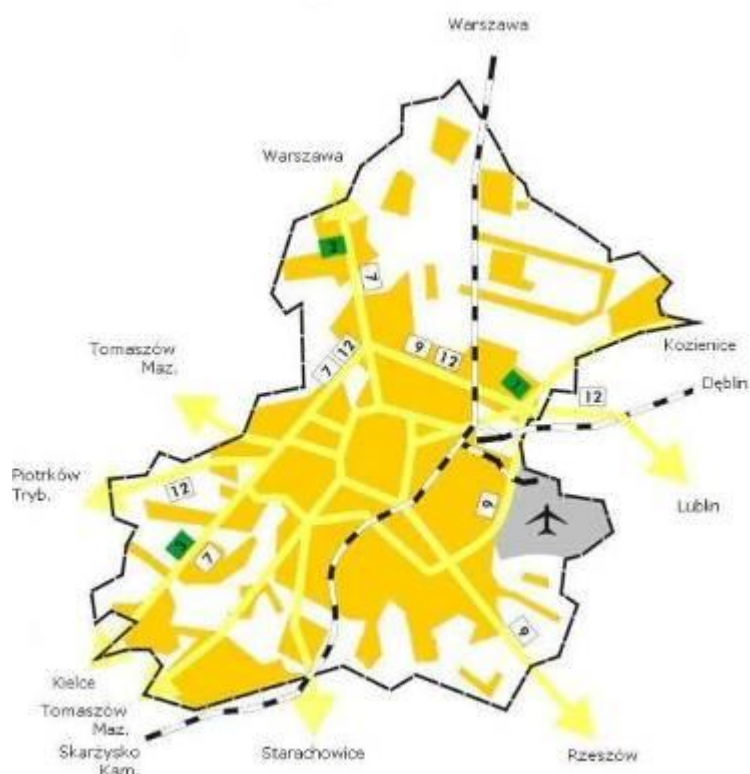 Warszawa
Warszawa
7
Tomaszów
Maz.
7 12
9 12
Kozienice
Dęblin
12
Piotrków
Tryb.
12
9
Lublin
7
9
Kielce
Tomaszów
Maz.
Skarżysko
Kam.
Starachowice
Rzeszów